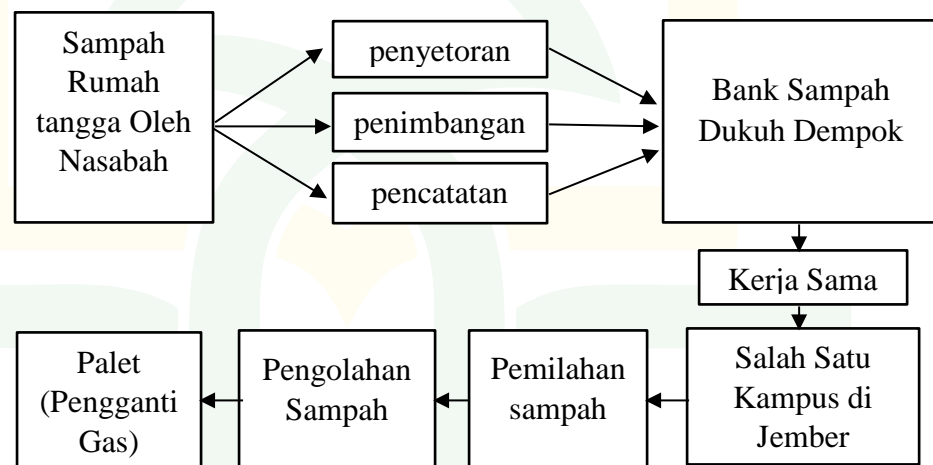 Sampah
Rumah
tangga Oleh
Nasabah
penyetoran
penimbangan
pencatatan
Bank Sampah
Dukuh Dempok
Kerja Sama
Salah Satu
Kampus di
Jember
Pemilahan
sampah
Pengolahan
Sampah
Palet
(Pengganti
Gas)